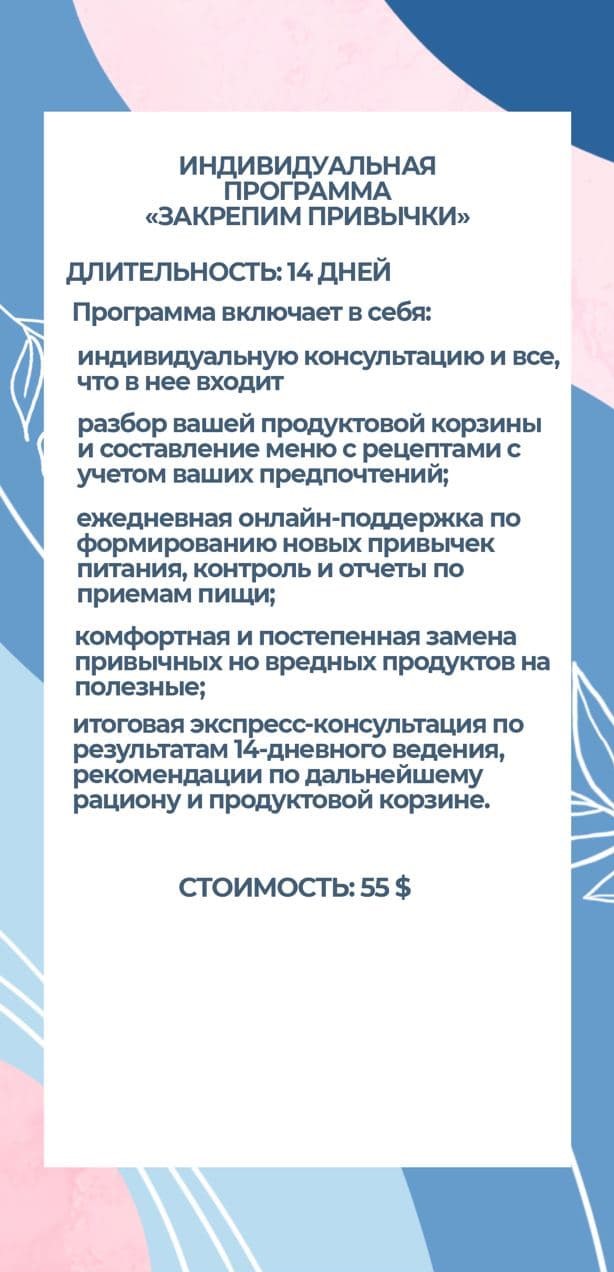 ИНДИВИДУАЛЬНАЯ
ПРОГРАММА
«ЗАКРЕПИМ ПРИВЫЧКИ»
ДЛИТЕЛЬНОСТЬ: 14 ДНЕЙ
Программа включает в себя:
индивидуальную консультацию и все,
что в нее входит
разбор вашей продуктовой корзины
и составление меню с рецептами с
учетом ваших предпочтений;
ежедневная онлайн-поддержка по
формированию новых привычек
питания, контроль и отчеты по
приемам пищи;
комфортная и постепенная замена
привычных но вредных продуктов на
полезные;
итоговая экспресс-консультация по
результатам 14-дневного ведения,
рекомендации по дальнейшему
рациону и продуктовой корзине.
СТОИМОСТЬ: 55 $